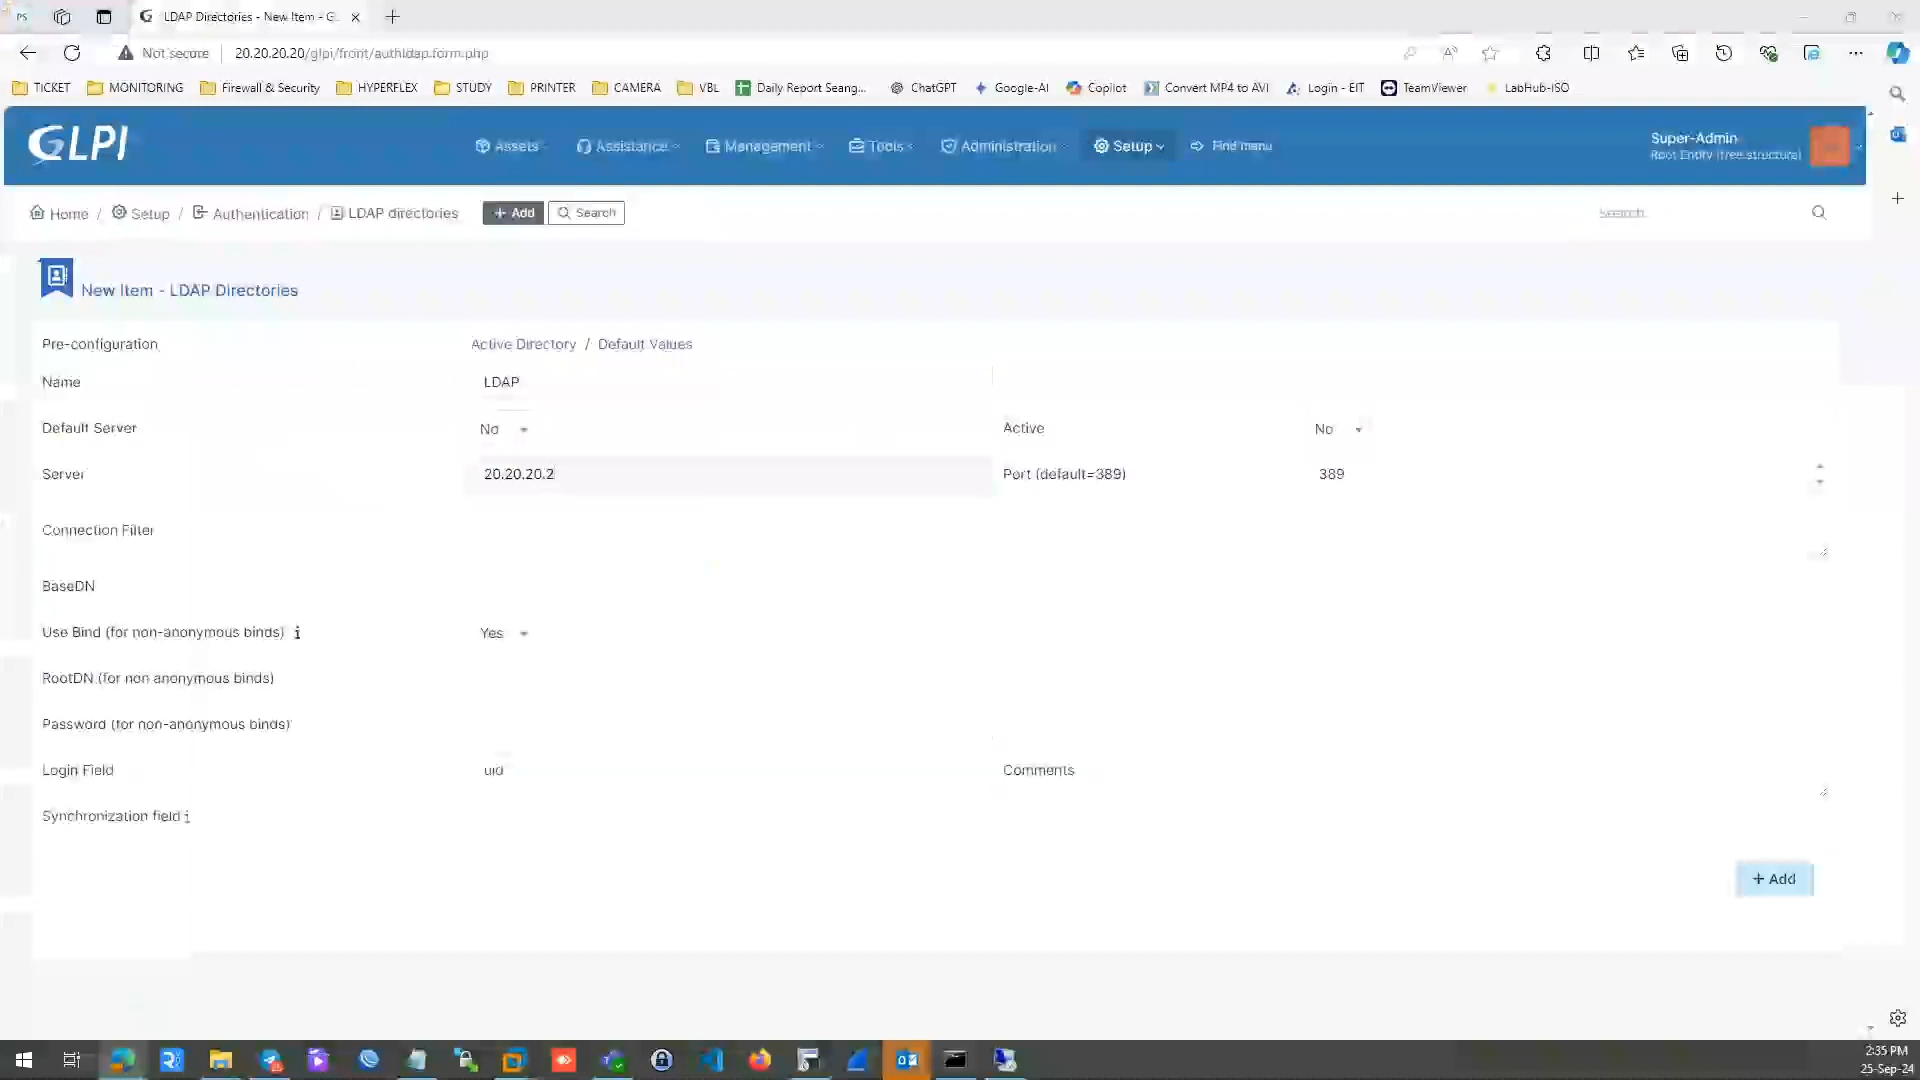 PS
LDAP Directories - New Item - G
Not secure
20.20.20.20/glpi/front/authldap.form.php
TICKET
MONITORING
Firewall & Security
HYPERFLEX
STUDY
PRINTER
CAMERA
VBL
Daily Report Seang...
ChatGPT
Google-AI
Copilot
Convert MP4 to AVI
Login - EIT
TeamViewer
LabHub-ISO
GLPI
Assets
Assistance
Management
Tools
Administration
Setup
Find menu
Super-Admin
Root Entity (tree structure)
Home / Setup / Authentication / LDAP directories
+ Add
Search
Search
New Item - LDAP Directories
Pre-configuration
Active Directory / Default Values
Name
LDAP
Default Server
No
Active
No
Server
20.20.20.2
Port (default=389)
389
Connection Filter
BaseDN
Use Bind (for non-anonymous binds) i
Yes
RootDN (for non anonymous binds)
Password (for non-anonymous binds)
Login Field
uid
Comments
Synchronization field i
+ Add
2:35 PM
25-Sep-24